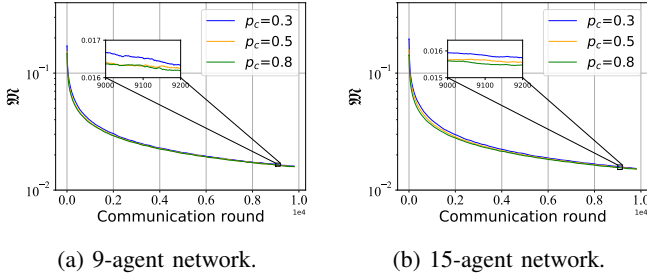 p_c=0.3
p_c=0.5
p_c=0.8
0.017
0.016
9000 9100 9200
10^{-1}
10^{-2}
𝔐
0.0 0.2 0.4 0.6 0.8 1.0
1e4
Communication round
(a) 9-agent network.
p_c=0.3
p_c=0.5
p_c=0.8
0.016
0.015
9000 9100 9200
10^{-1}
10^{-2}
𝔐
0.0 0.2 0.4 0.6 0.8 1.0
1e4
Communication round
(b) 15-agent network.